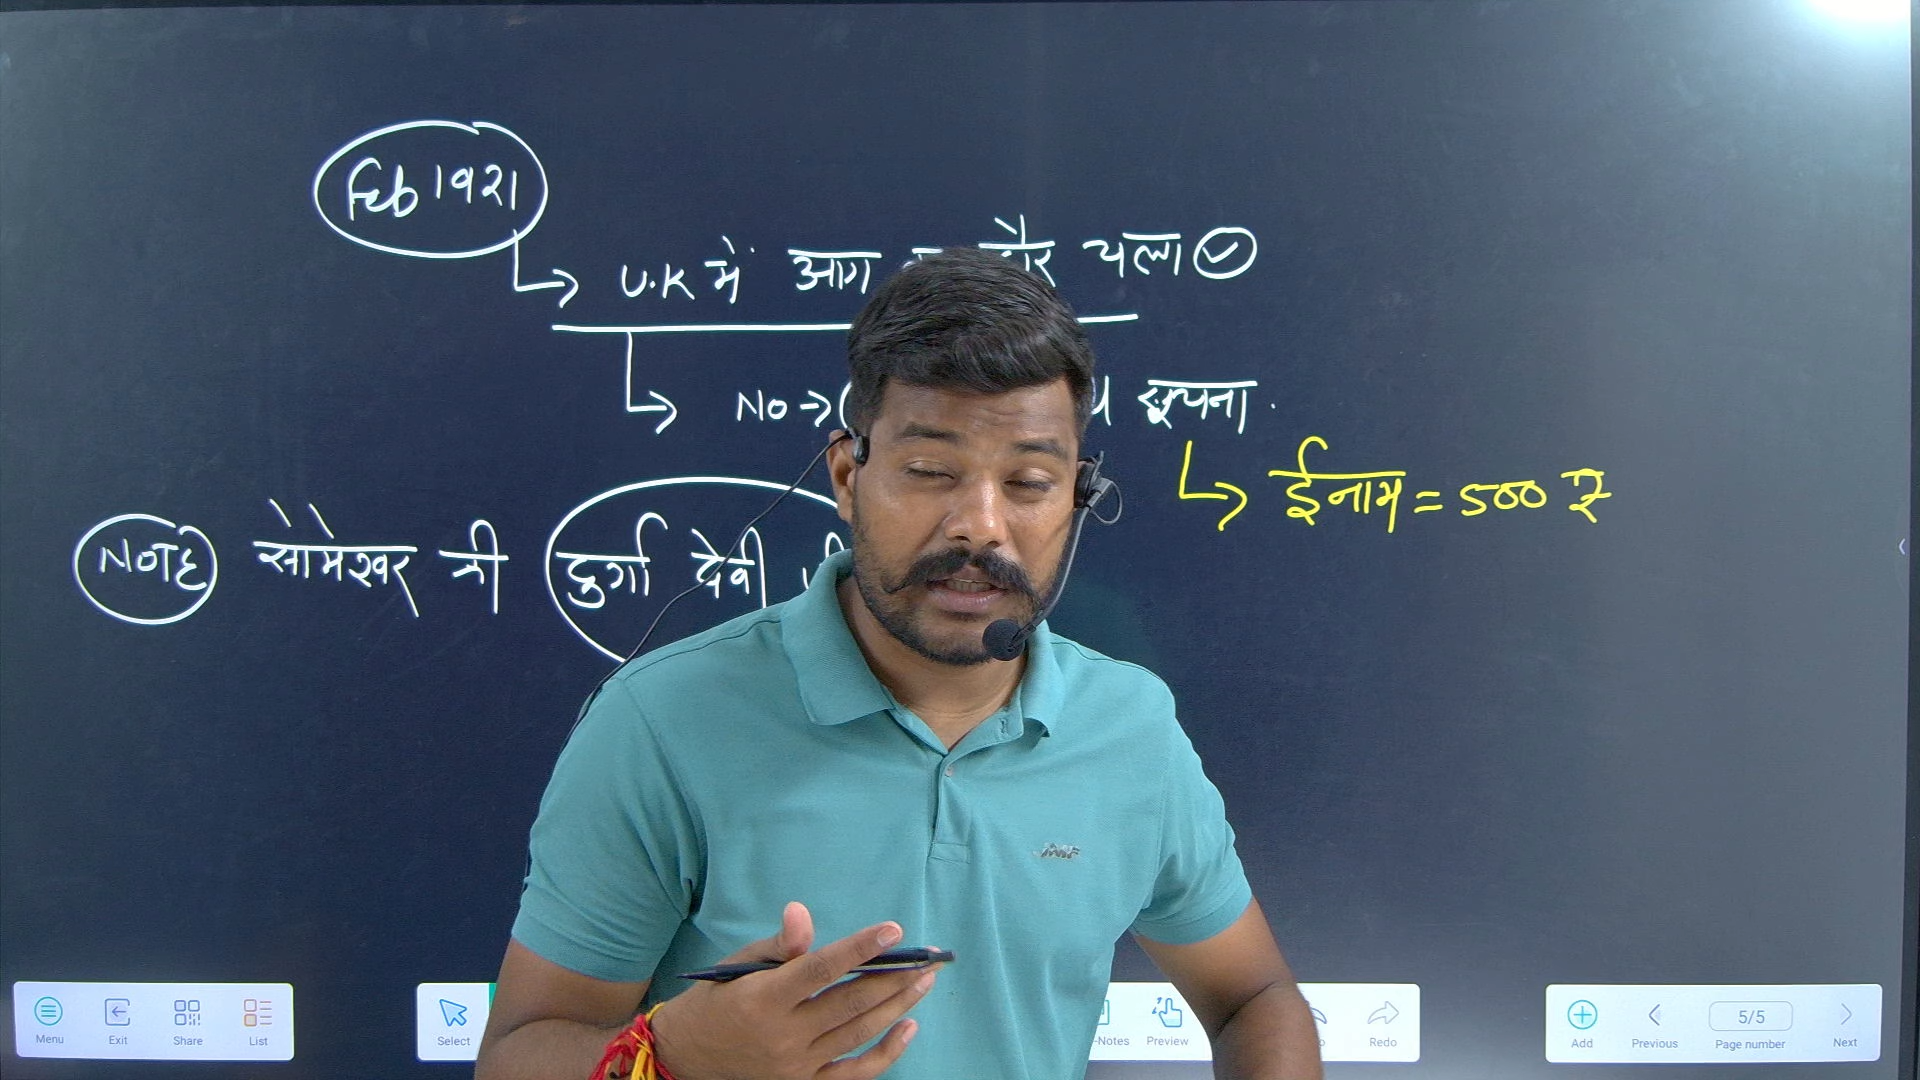 Feb 1921
U.K में आग दौर चला
No → सूचना.
ईनाम = 500 रु
NOTE सोमेश्वर की दुर्गा देवी
JMF
Menu Exit Share List Select -Notes Preview Redo Add Previous 5/5 Page number Next